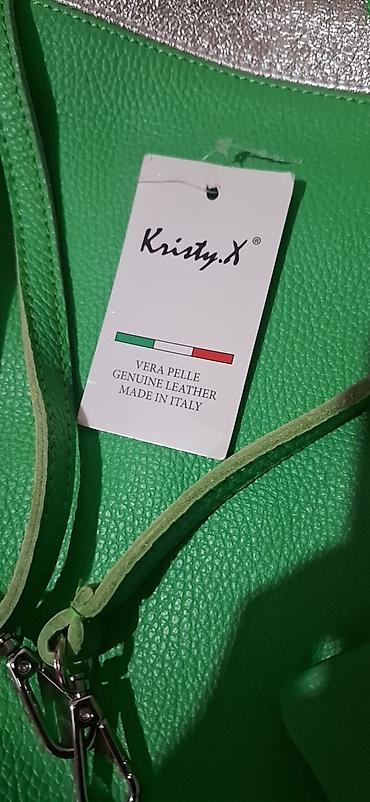 Kristy.X®
VERA PELLE
GENUINE LEATHER
MADE IN ITALY